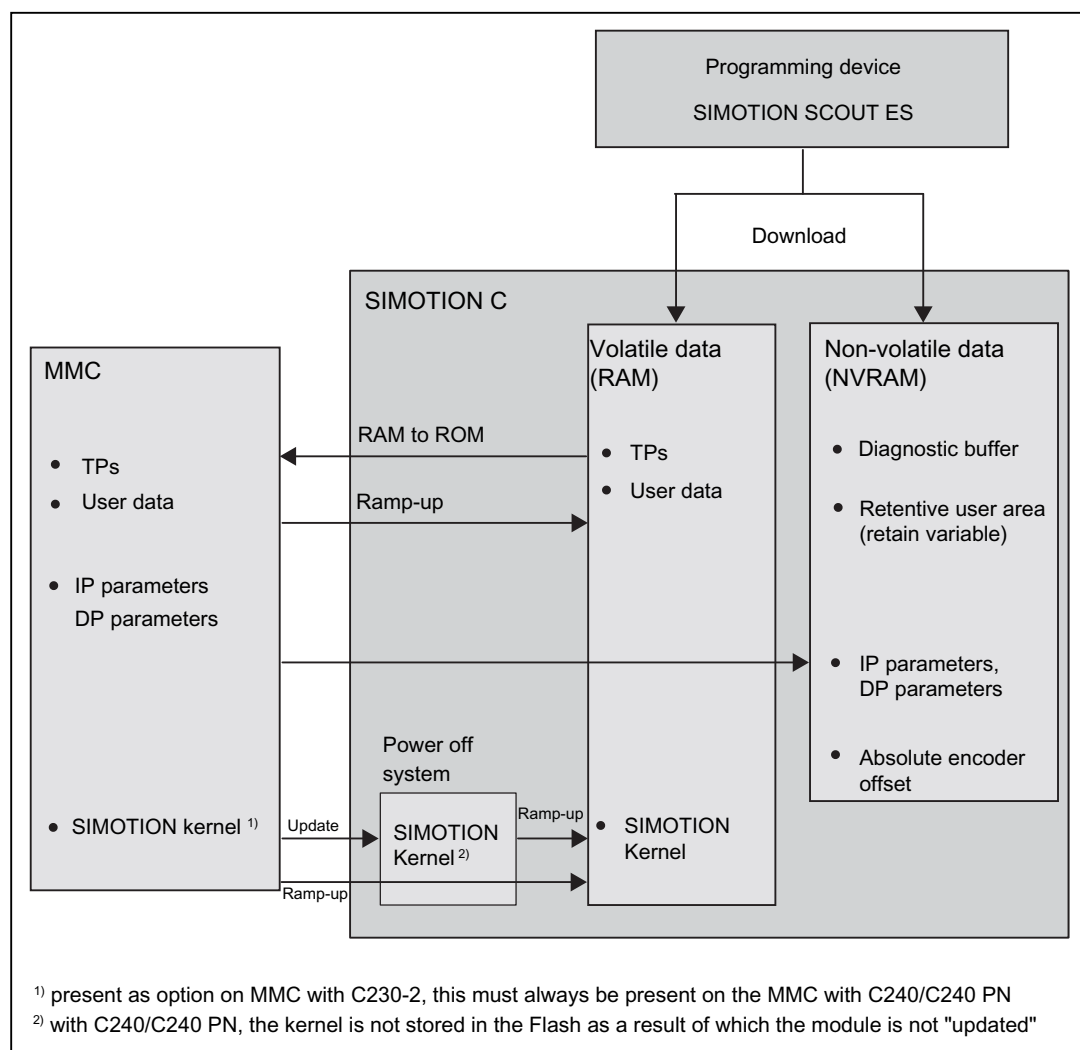 Programming device
SIMOTION SCOUT ES
Download
SIMOTION C
MMC
• TPs
• User data
• IP parameters
DP parameters
• SIMOTION kernel 1)
RAM to ROM
Ramp-up
Volatile data
(RAM)
• TPs
• User data
• SIMOTION
Kernel
Non-volatile data
(NVRAM)
• Diagnostic buffer
• Retentive user area
(retain variable)
• IP parameters,
DP parameters
• Absolute encoder
offset
Power off
system
Update
SIMOTION
Kernel 2)
Ramp-up
Ramp-up
1) present as option on MMC with C230-2, this must always be present on the MMC with C240/C240 PN
2) with C240/C240 PN, the kernel is not stored in the Flash as a result of which the module is not "updated"